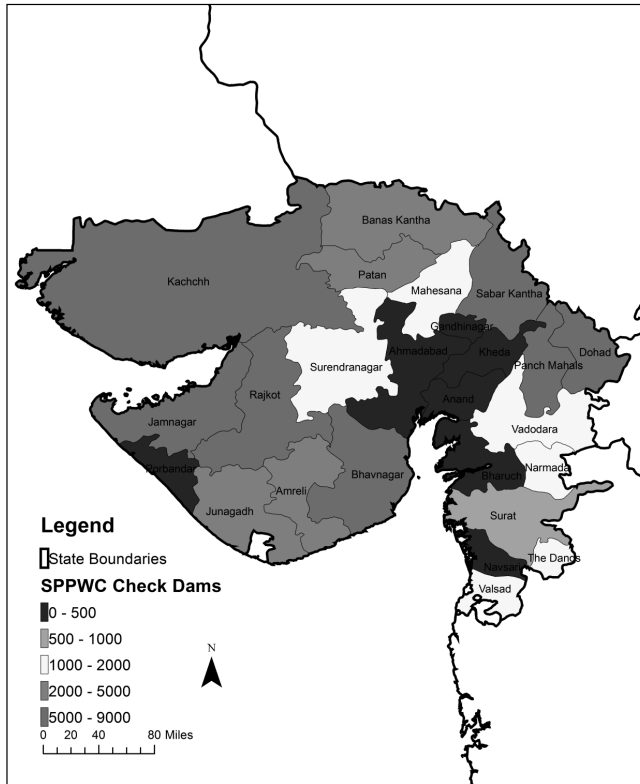 Banas Kantha
Patan
Kachchh
Mahesana
Sabar Kantha
Gandhinagar
Ahmadabad
Kheda
Dohad
Panch Mahals
Surendranagar
Rajkot
Anand
Jamnagar
Vadodara
Porbandar
Bhavnagar
Narmada
Bharuch
Amreli
Junagadh
Surat
The Dangs
Navsari
Valsad
Legend
State Boundaries
SPPWC Check Dams
0 - 500
500 - 1000
1000 - 2000
2000 - 5000
5000 - 9000
N
0 40 80 Miles